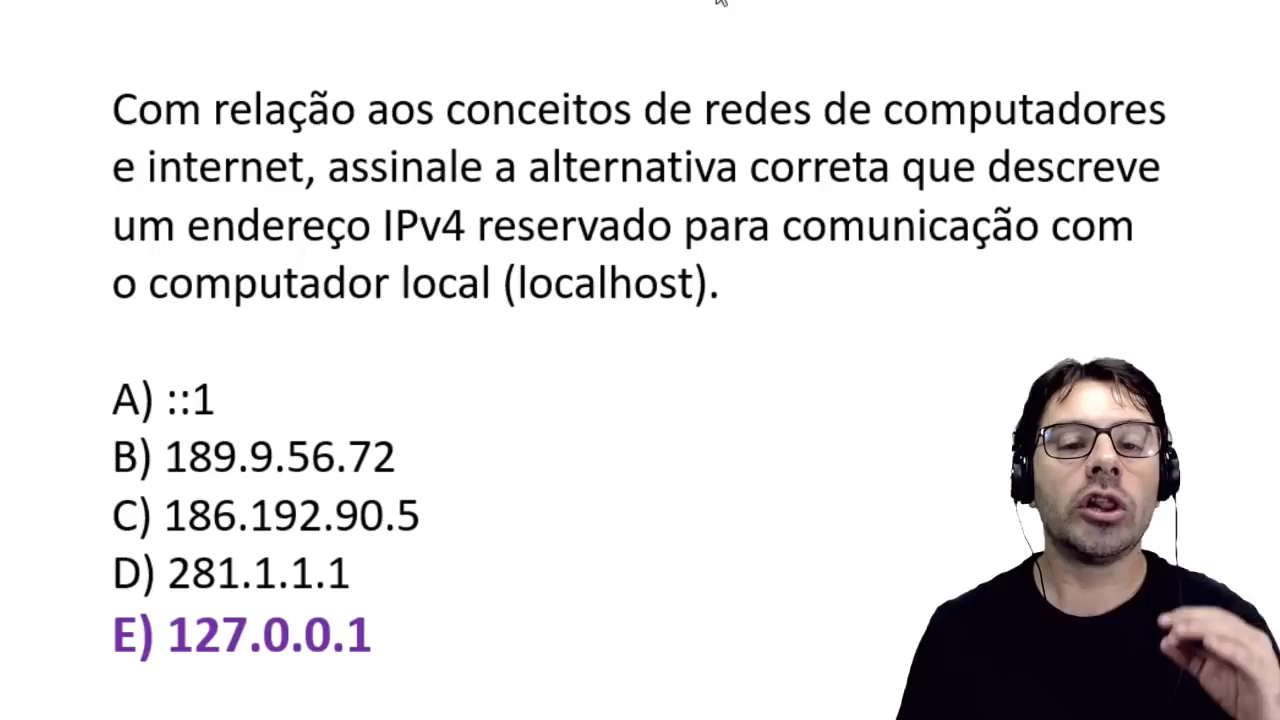 Com relação aos conceitos de redes de computadores
e internet, assinale a alternativa correta que descreve
um endereço IPv4 reservado para comunicação com
o computador local (localhost).
A) ::1
B) 189.9.56.72
C) 186.192.90.5
D) 281.1.1.1
E) 127.0.0.1